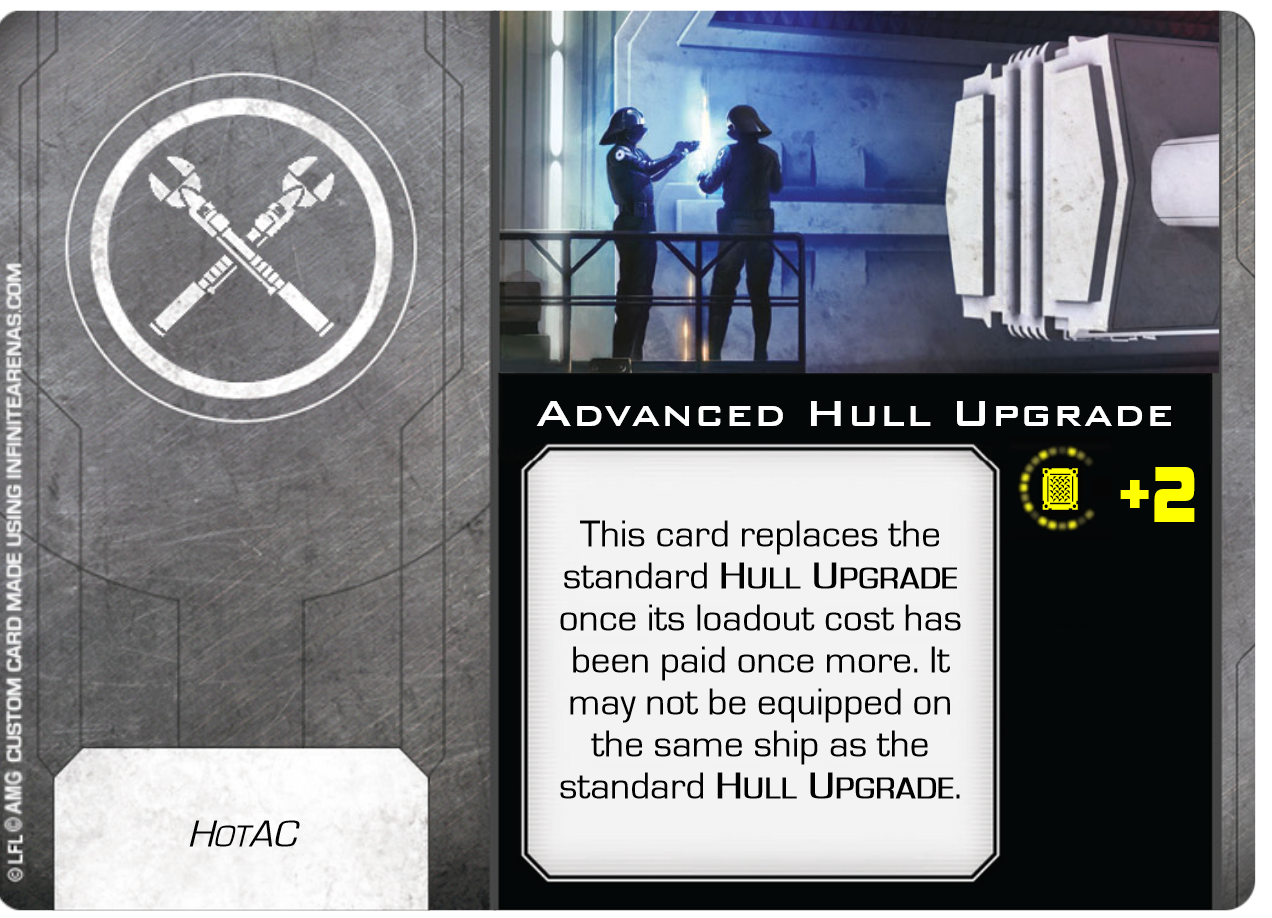 Advanced Hull Upgrade
+2
This card replaces the
standard Hull Upgrade
once its loadout cost has
been paid once more. It
may not be equipped on
the same ship as the
standard Hull Upgrade.
HotAC
©LFL ©AMG CUSTOM CARD MADE USING INFINITEARENAS.COM